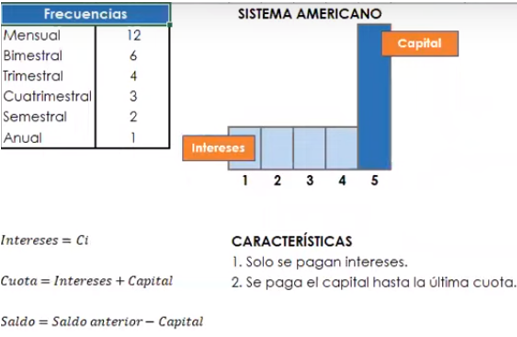 Frecuencias
Mensual 12
Bimestral 6
Trimestral 4
Cuatrimestral 3
Semestral 2
Anual 1
SISTEMA AMERICANO
Capital
Intereses
1 2 3 4 5
Intereses = Ci
Cuota = Intereses + Capital
Saldo = Saldo anterior − Capital
CARACTERÍSTICAS
1. Solo se pagan intereses.
2. Se paga el capital hasta la última cuota.